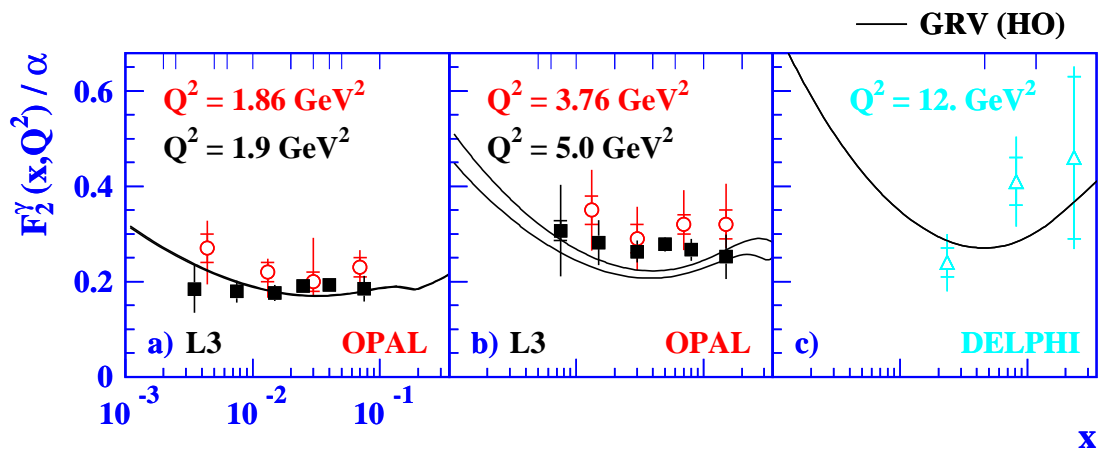 GRV (HO)
F₂^γ(x,Q²) / α
0.6
0.4
0.2
0
Q² = 1.86 GeV²
Q² = 1.9 GeV²
a) L3 OPAL
Q² = 3.76 GeV²
Q² = 5.0 GeV²
b) L3 OPAL
Q² = 12. GeV²
c) DELPHI
10⁻³ 10⁻² 10⁻¹
x